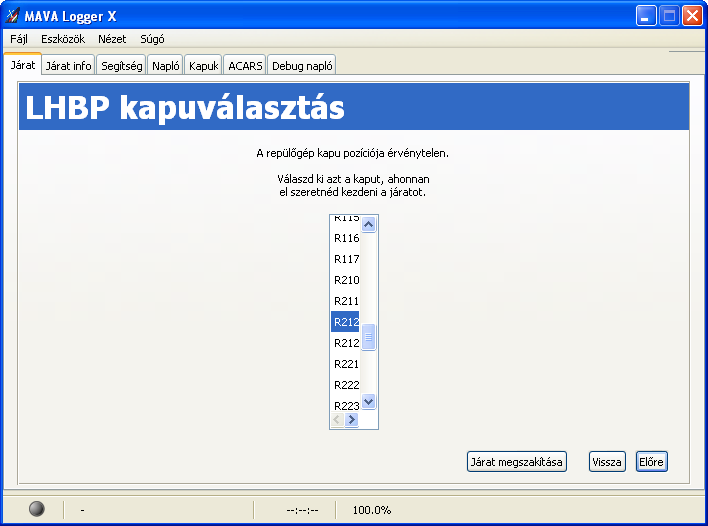 MAVA Logger X
Fájl Eszközök Nézet Súgó
Járat Járat info Segítség Napló Kapuk ACARS Debug napló
LHBP kapuválasztás
A repülőgép kapu pozíciója érvénytelen.
Válaszd ki azt a kaput, ahonnan
el szeretnéd kezdeni a járatot.
R115
R116
R117
R210
R211
R212
R212
R221
R222
R223
Járat megszakítása Vissza Előre
- --:--:-- 100.0%